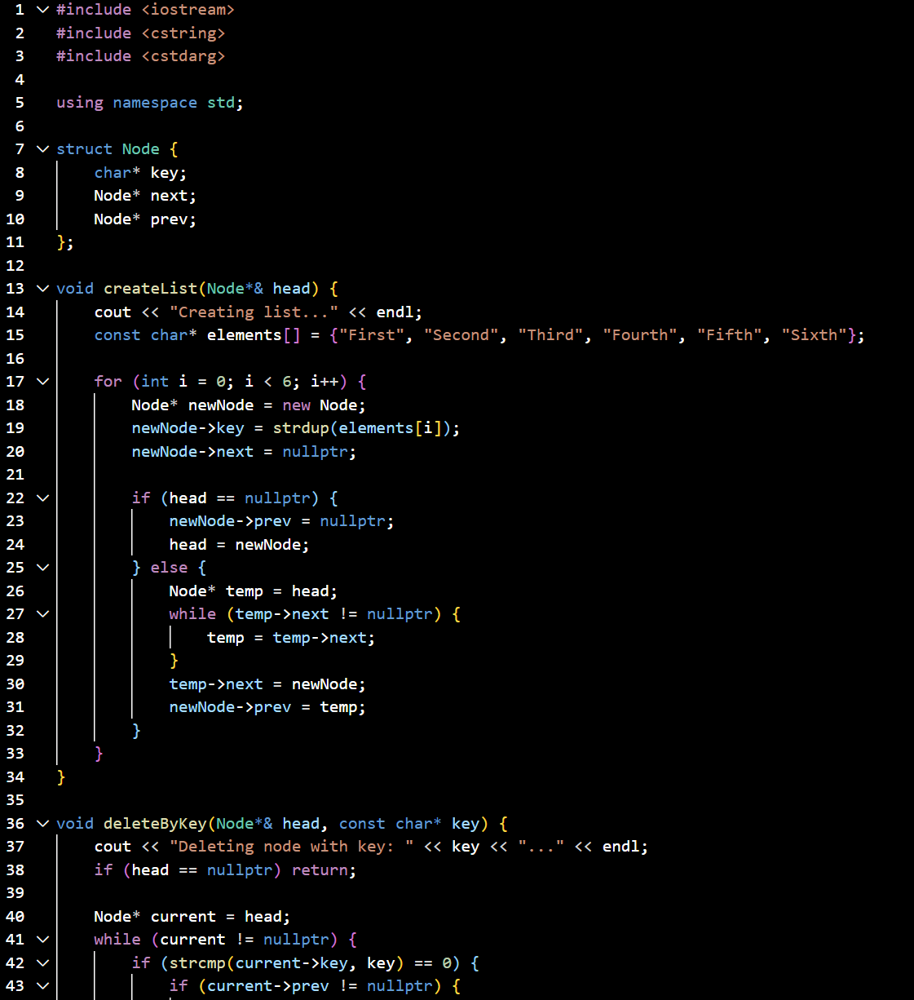 1 #include <iostream>
2 #include <cstring>
3 #include <cstdarg>
4
5 using namespace std;
6
7 struct Node {
8     char* key;
9     Node* next;
10     Node* prev;
11 };
12
13 void createList(Node*& head) {
14     cout << "Creating list..." << endl;
15     const char* elements[] = {"First", "Second", "Third", "Fourth", "Fifth", "Sixth"};
16
17     for (int i = 0; i < 6; i++) {
18         Node* newNode = new Node;
19         newNode->key = strdup(elements[i]);
20         newNode->next = nullptr;
21
22         if (head == nullptr) {
23             newNode->prev = nullptr;
24             head = newNode;
25         } else {
26             Node* temp = head;
27             while (temp->next != nullptr) {
28                 temp = temp->next;
29             }
30             temp->next = newNode;
31             newNode->prev = temp;
32         }
33     }
34 }
35
36 void deleteByKey(Node*& head, const char* key) {
37     cout << "Deleting node with key: " << key << "..." << endl;
38     if (head == nullptr) return;
39
40     Node* current = head;
41     while (current != nullptr) {
42         if (strcmp(current->key, key) == 0) {
43             if (current->prev != nullptr) {